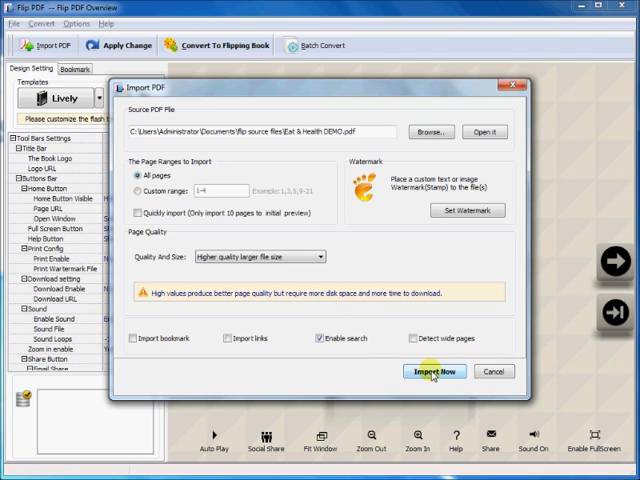 Flip PDF -- Flip PDF Overview
File Convert Options Help
Import PDF Apply Change Convert To Flipping Book Batch Convert
Design Setting Bookmark
Templates
Lively
Please customize the flash
Tool Bars Settings
Title Bar
The Book Logo
Logo URL
Buttons Bar
Home Button
Home Button Visible
Page URL
Open Window
Full Screen Button
Help Button
Print Config
Print Enable
Print Wartermark File
Download setting
Download Enable
Download URL
Sound
Enable Sound
Sound File
Sound Loops
Zoom in enable
Share Button
Email Share
Import PDF
Source PDF File
C:\Users\Administrator\Documents\flip source files\Eat & Health DEMO.pdf
Browse... Open it
The Page Ranges to Import
All pages
Custom range: 1-4 Example:1,3,5,9-21
Quickly import (Only import 10 pages to initial preview)
Watermark
Place a custom text or image
Watermark(Stamp) to the file(s)
Set Watermark
Page Quality
Quality And Size: Higher quality larger file size
High values produce better page quality but require more disk space and more time to download.
Import bookmark Import links Enable search Detect wide pages
Import Now Cancel
Auto Play Social Share Fit Window Zoom Out Zoom In Help Share Sound On Enable FullScreen